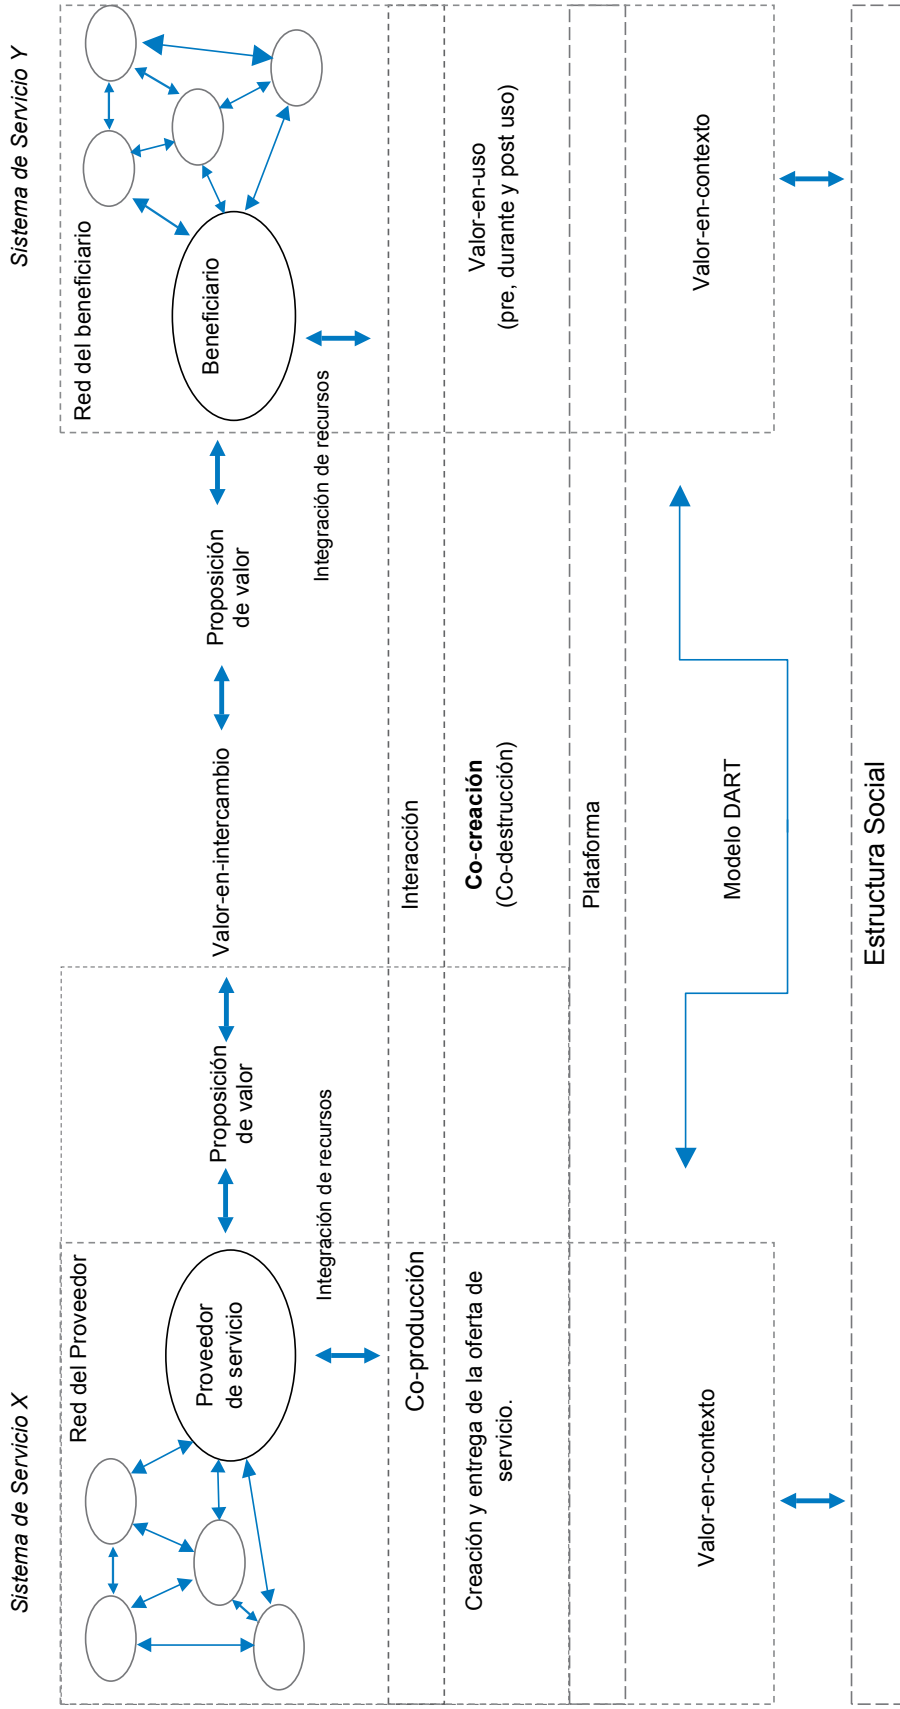 Sistema de Servicio X
Sistema de Servicio Y
Red del Proveedor
Red del beneficiario
Proveedor
de servicio
Proposición
de valor
Valor-en-intercambio
Proposición
de valor
Beneficiario
Integración de recursos
Integración de recursos
Co-producción
Interacción
Creación y entrega de la oferta de
servicio.
Co-creación
(Co-destrucción)
Valor-en-uso
(pre, durante y post uso)
Plataforma
Valor-en-contexto
Modelo DART
Valor-en-contexto
Estructura Social